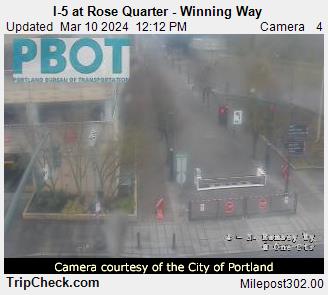 I-5 at Rose Quarter - Winning Way
Updated Mar 10 2024 12:12 PM Camera 4
PBOT
PORTLAND BUREAU OF TRANSPORTATION
Camera courtesy of the City of Portland
TripCheck.com Milepost302.00